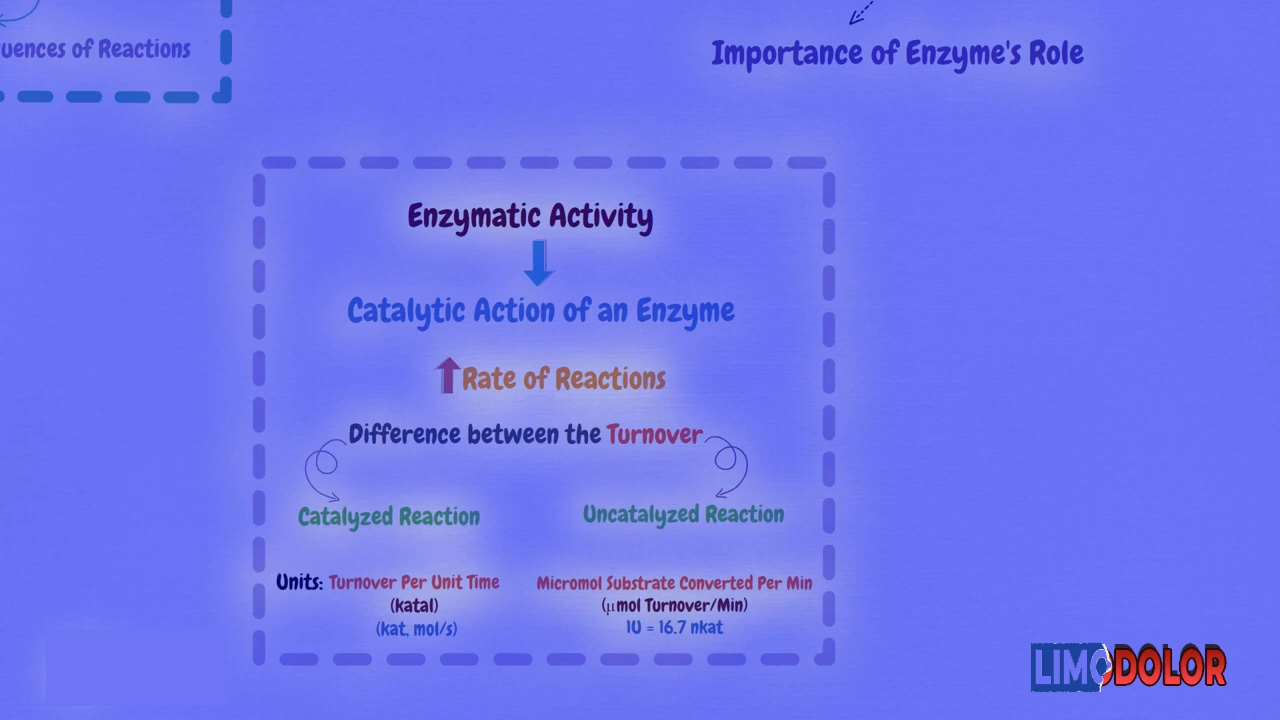 of Reactions
Importance of Enzyme's Role
Enzymatic Activity
Catalytic Action of an Enzyme
Rate of Reactions
Difference between the Turnover
Catalyzed Reaction
Uncatalyzed Reaction
Units: Turnover Per Unit Time
(katal)
(kat, mol/s)
Micromol Substrate Converted Per Min
(µmol Turnover/Min)
1U = 16.7 nkat
LIMODOLOR